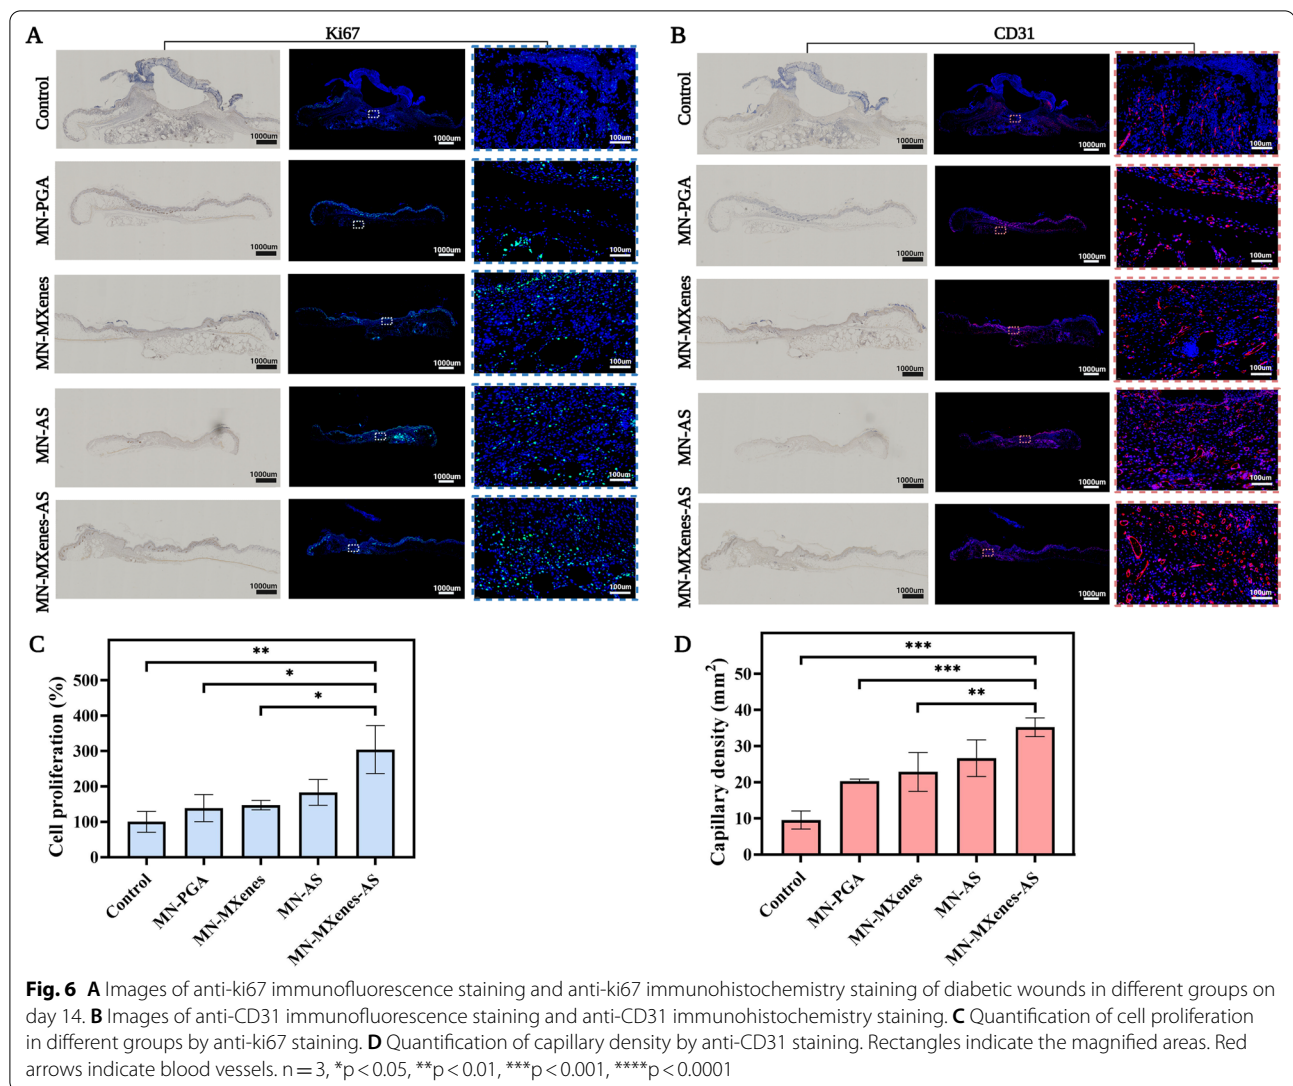 A
Ki67
Control
1000um
1000um
100um
MN-PGA
1000um
1000um
100um
MN-MXenes
1000um
1000um
100um
MN-AS
1000um
1000um
100um
MN-MXenes-AS
1000um
1000um
100um
B
CD31
Control
1000um
1000um
100um
MN-PGA
1000um
1000um
100um
MN-MXenes
1000um
1000um
100um
MN-AS
1000um
1000um
100um
MN-MXenes-AS
1000um
1000um
100um
C
Cell proliferation (%)
500
400
300
200
100
0
**
*
*
Control
MN-PGA
MN-MXenes
MN-AS
MN-MXenes-AS
D
Capillary density (mm²)
50
40
30
20
10
0
***
***
**
Control
MN-PGA
MN-MXenes
MN-AS
MN-MXenes-AS
Fig. 6 A Images of anti-ki67 immunofluorescence staining and anti-ki67 immunohistochemistry staining of diabetic wounds in different groups on
day 14. B Images of anti-CD31 immunofluorescence staining and anti-CD31 immunohistochemistry staining. C Quantification of cell proliferation
in different groups by anti-ki67 staining. D Quantification of capillary density by anti-CD31 staining. Rectangles indicate the magnified areas. Red
arrows indicate blood vessels. n = 3, *p < 0.05, **p < 0.01, ***p < 0.001, ****p < 0.0001